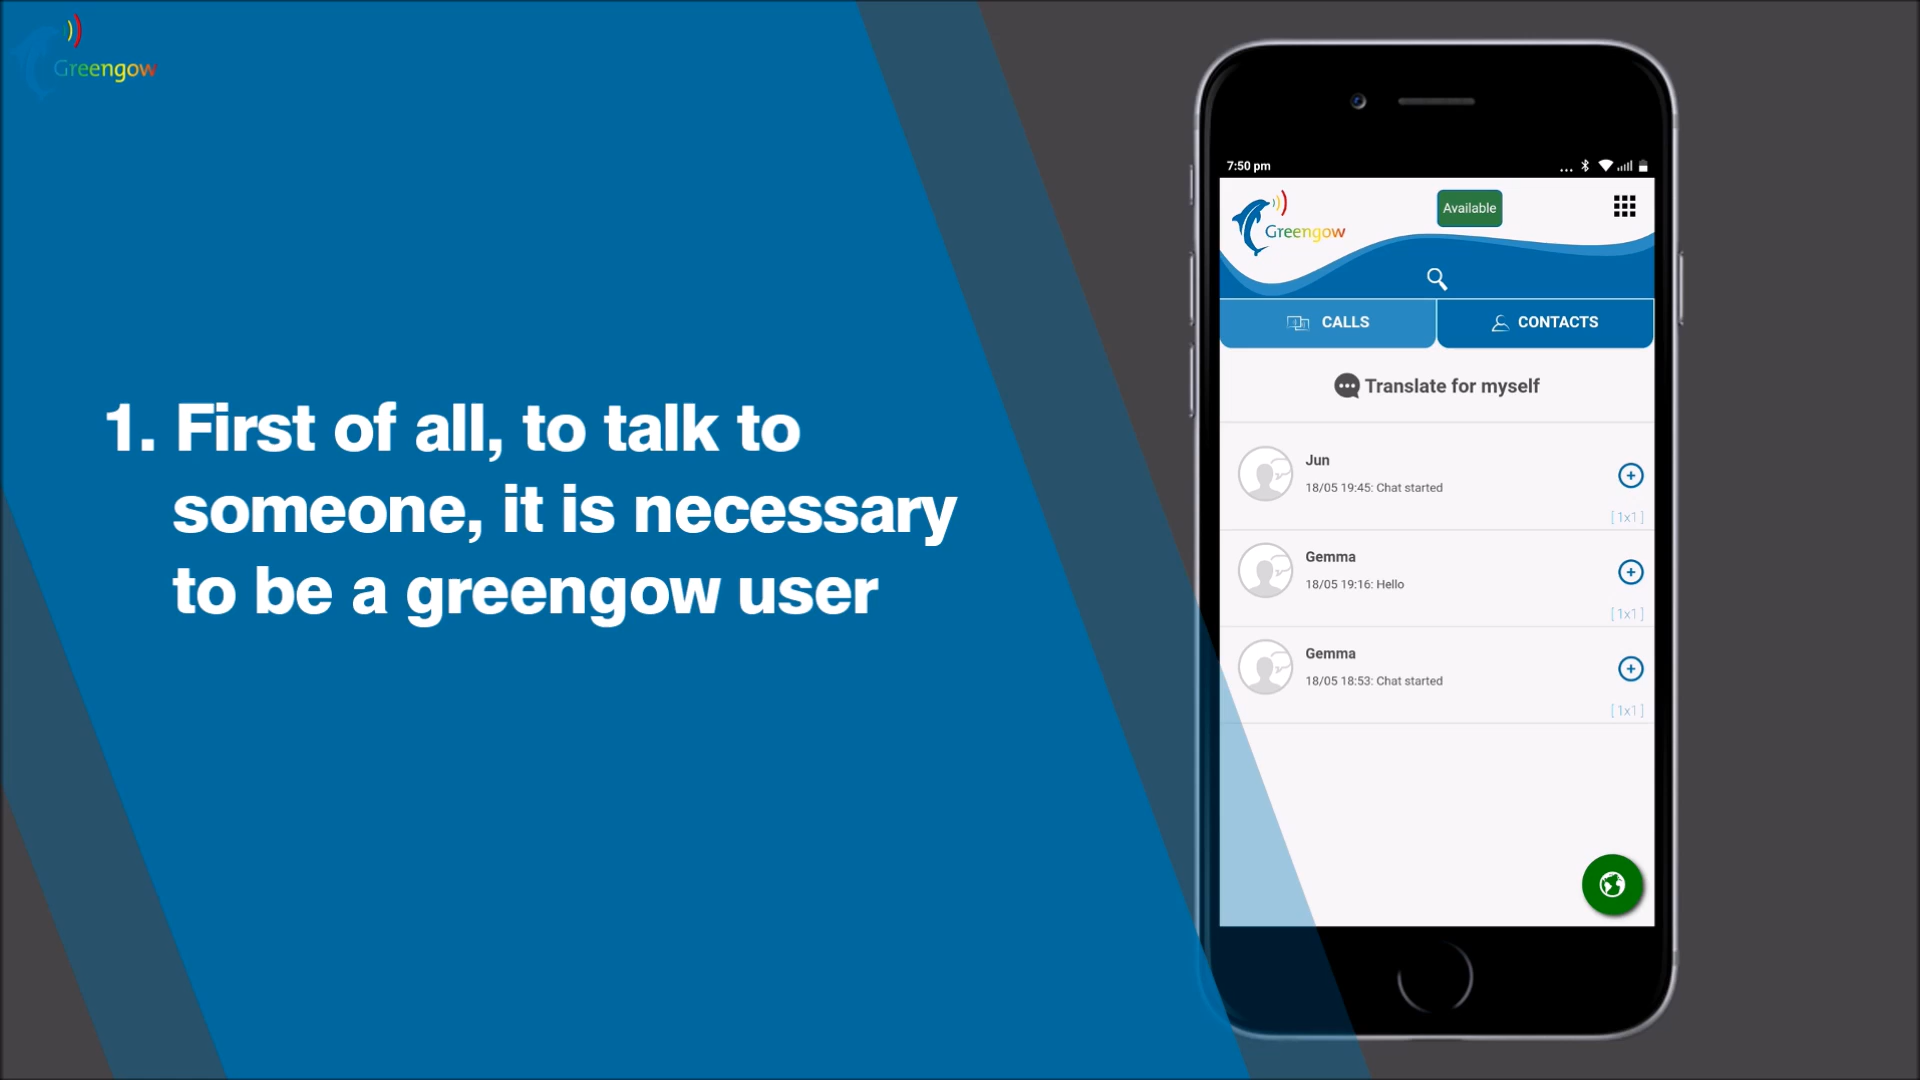 Greengow
1. First of all, to talk to
someone, it is necessary
to be a greengow user
7:50 pm
Available
Greengow
CALLS
CONTACTS
Translate for myself
Jun
18/05 19:45: Chat started
[1x1]
Gemma
18/05 19:16: Hello
[1x1]
Gemma
18/05 18:53: Chat started
[1x1]